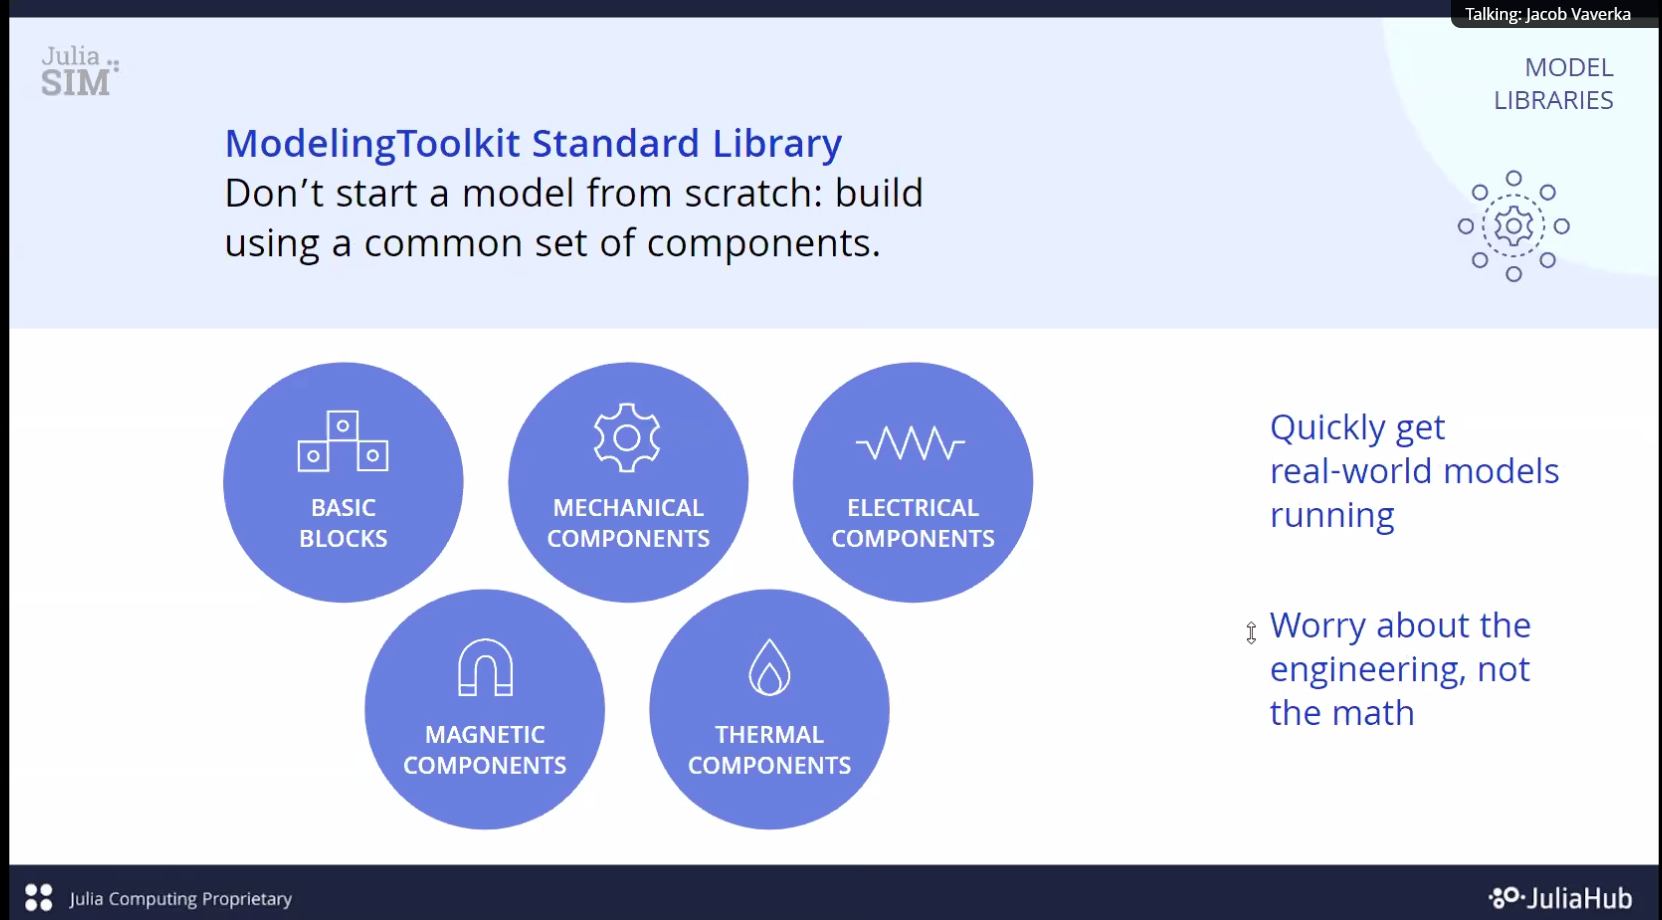 Talking: Jacob Vaverka
Julia
SIM
MODEL
LIBRARIES
ModelingToolkit Standard Library
Don’t start a model from scratch: build
using a common set of components.
BASIC
BLOCKS
MECHANICAL
COMPONENTS
ELECTRICAL
COMPONENTS
MAGNETIC
COMPONENTS
THERMAL
COMPONENTS
Quickly get
real-world models
running
Worry about the
engineering, not
the math
Julia Computing Proprietary
JuliaHub